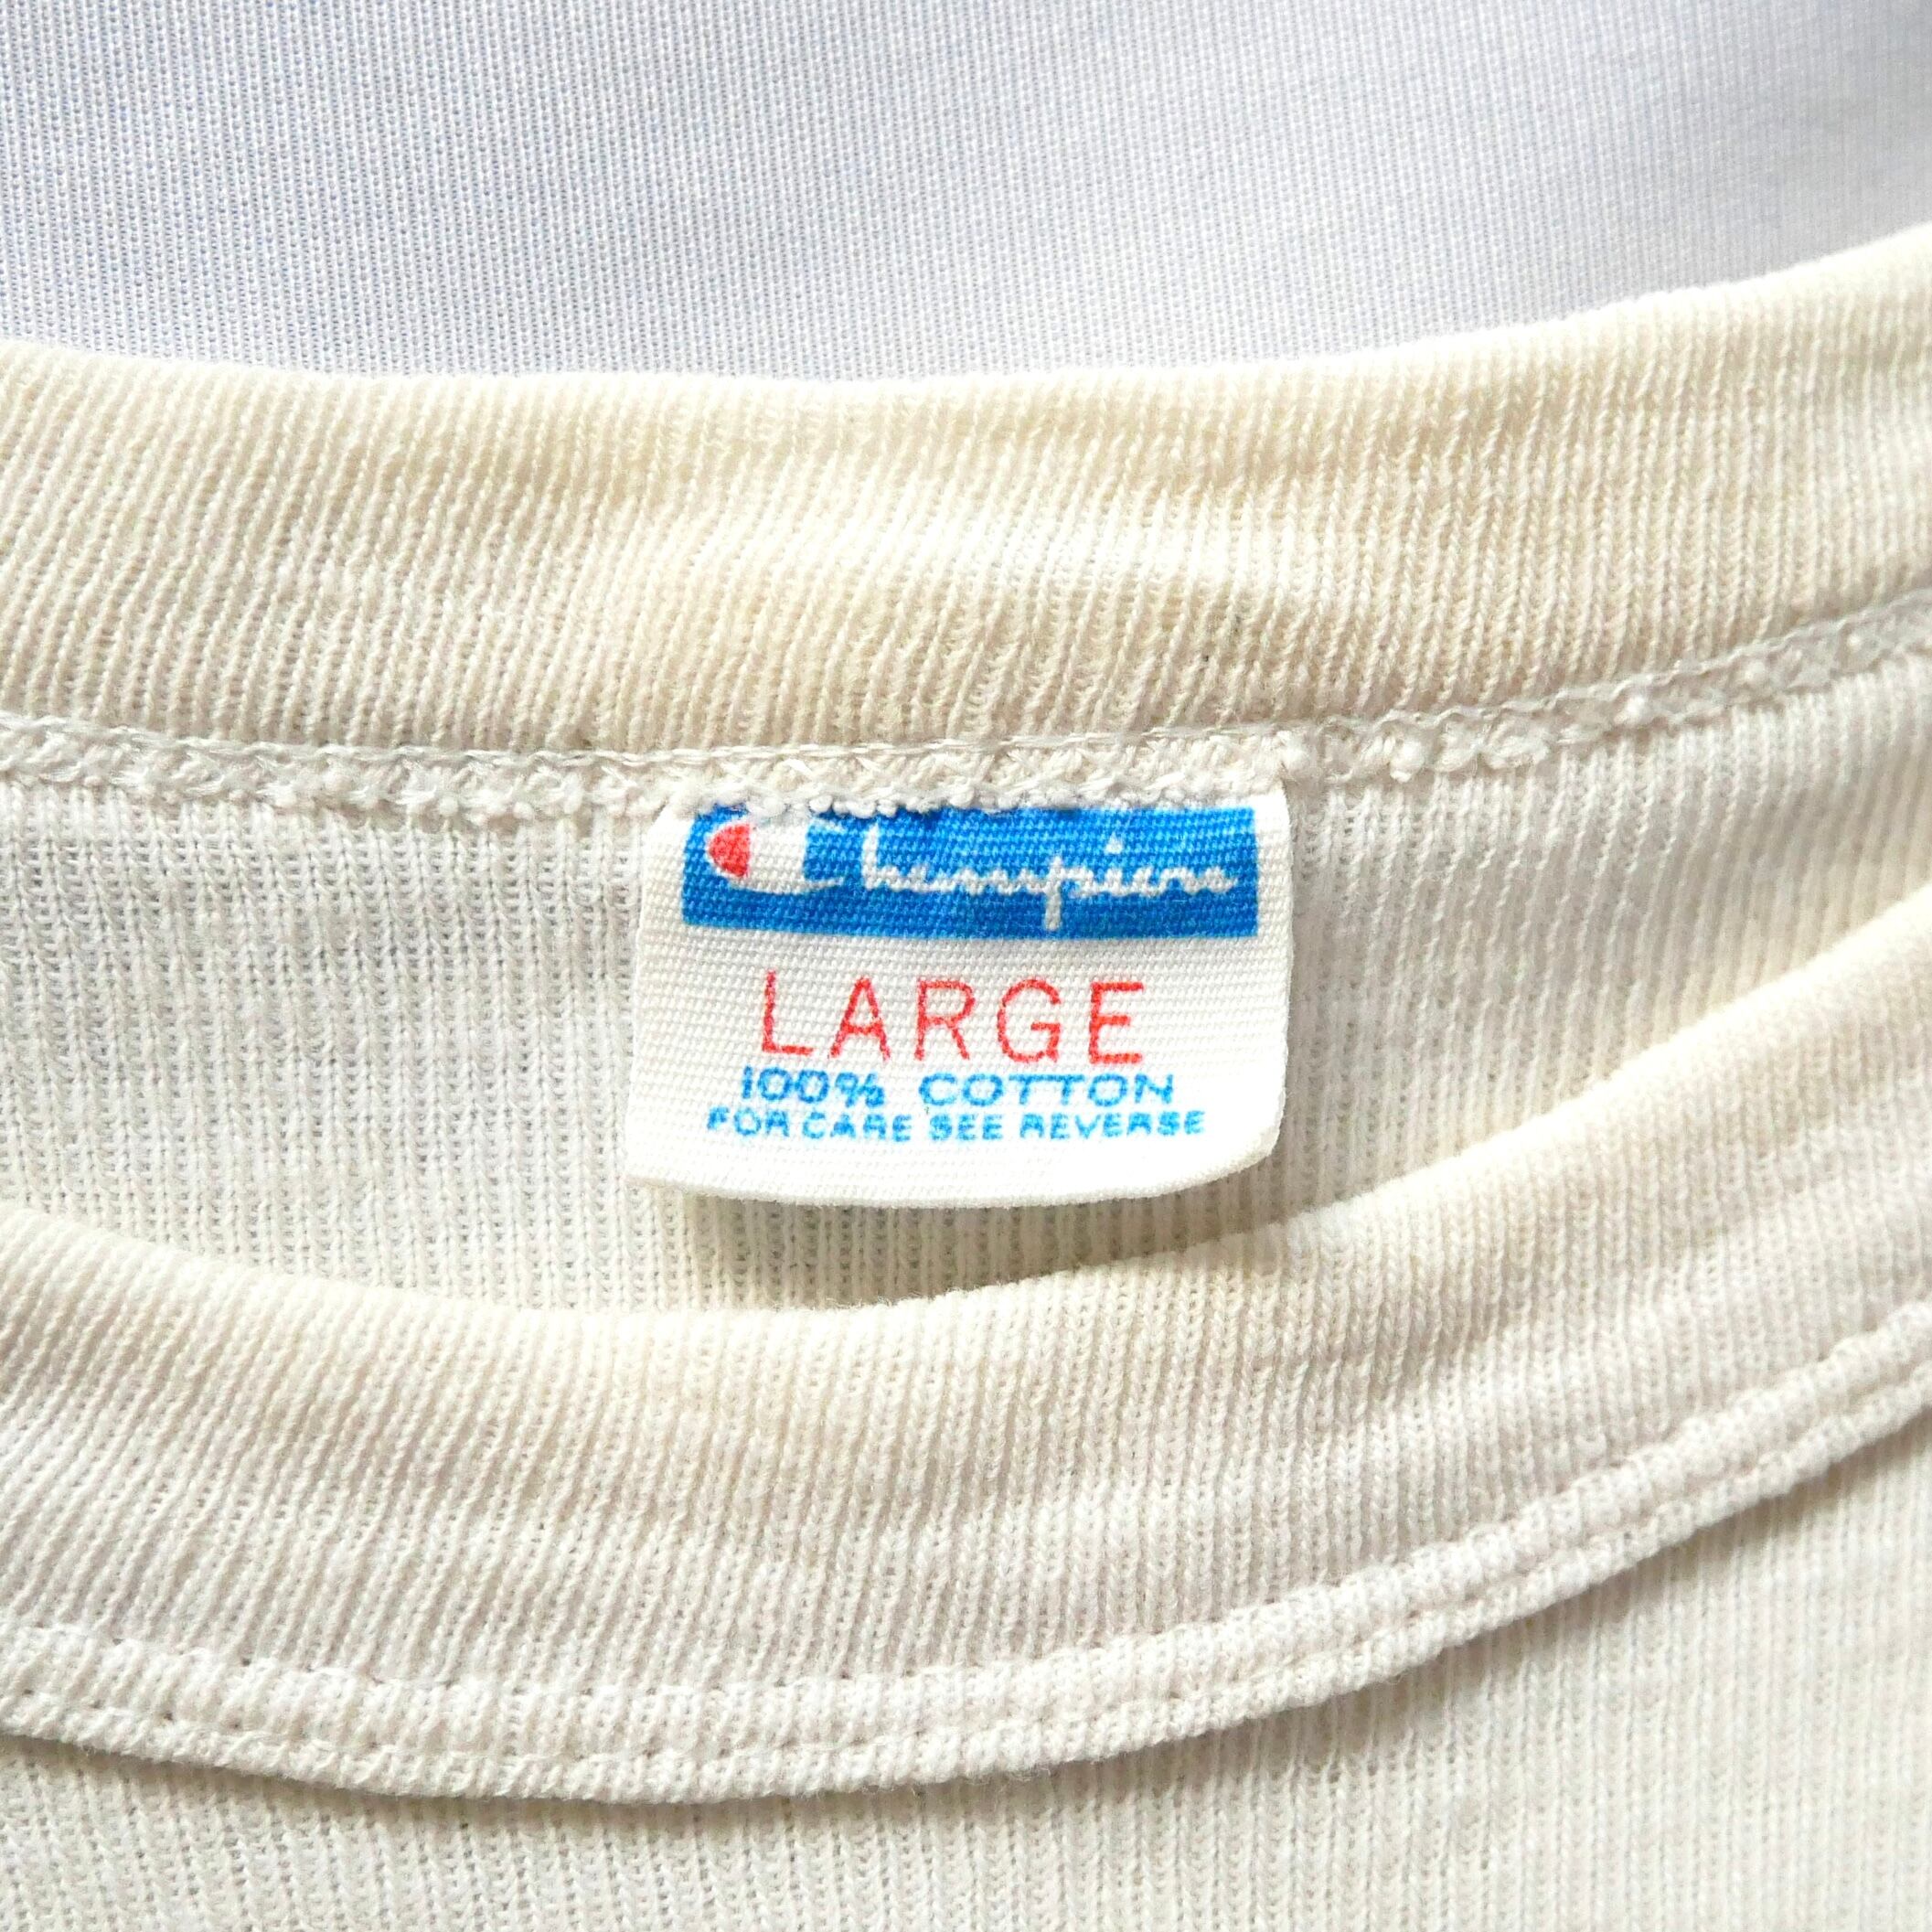 Champion
LARGE
100% COTTON
FOR CARE SEE REVERSE